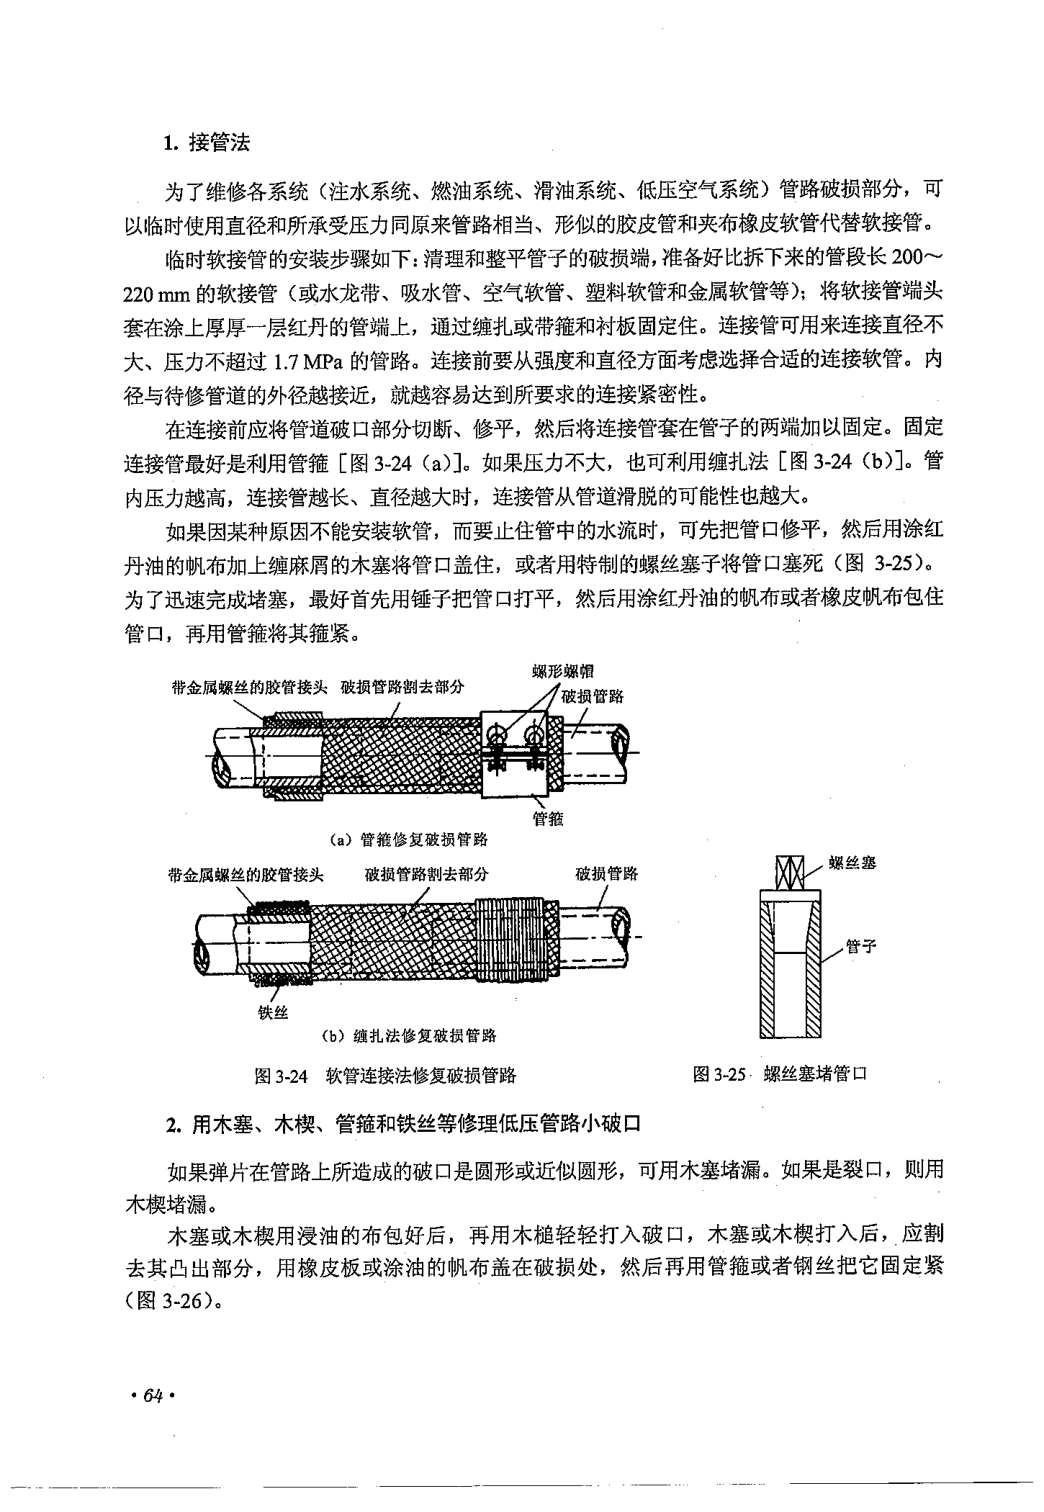 1. 接管法
为了维修各系统（注水系统、燃油系统、滑油系统、低压空气系统）管路破损部分，可
以临时使用直径和所承受压力同原来管路相当、形似的胶皮管和夹布橡皮软管代替软接管。
临时软接管的安装步骤如下：清理和整平管子的破损端，准备好比拆下来的管段长 200～
220 mm 的软接管（或水龙带、吸水管、空气软管、塑料软管和金属软管等）；将软接管端头
套在涂上厚厚一层红丹的管端上，通过缠扎或带箍和衬板固定住。连接管可用来连接直径不
大、压力不超过 1.7 MPa 的管路。连接前要从强度和直径方面考虑选择合适的连接软管。内
径与待修管道的外径越接近，就越容易达到所要求的连接紧密性。
在连接前应将管道破口部分切断、修平，然后将连接管套在管子的两端加以固定。固定
连接管最好是利用管箍［图 3-24（a）］。如果压力不大，也可利用缠扎法［图 3-24（b）］。管
内压力越高，连接管越长、直径越大时，连接管从管道滑脱的可能性也越大。
如果因某种原因不能安装软管，而要止住管中的水流时，可先把管口修平，然后用涂红
丹油的帆布加上缠麻屑的木塞将管口盖住，或者用特制的螺丝塞子将管口塞死（图 3-25）。
为了迅速完成堵塞，最好首先用锤子把管口打平，然后用涂红丹油的帆布或者橡皮帆布包住
管口，再用管箍将其箍紧。
螺形螺帽
带金属螺丝的胶管接头 破损管路割去部分
破损管路
管箍
（a）管箍修复破损管路
带金属螺丝的胶管接头 破损管路割去部分 破损管路
铁丝
（b）缠扎法修复破损管路
图 3-24 软管连接法修复破损管路
螺丝塞
管子
图 3-25 螺丝塞堵管口
2. 用木塞、木楔、管箍和铁丝等修理低压管路小破口
如果弹片在管路上所造成的破口是圆形或近似圆形，可用木塞堵漏。如果是裂口，则用
木楔堵漏。
木塞或木楔用浸油的布包好后，再用木槌轻轻打入破口，木塞或木楔打入后，应割
去其凸出部分，用橡皮板或涂油的帆布盖在破损处，然后再用管箍或者钢丝把它固定紧
（图 3-26）。
·64·